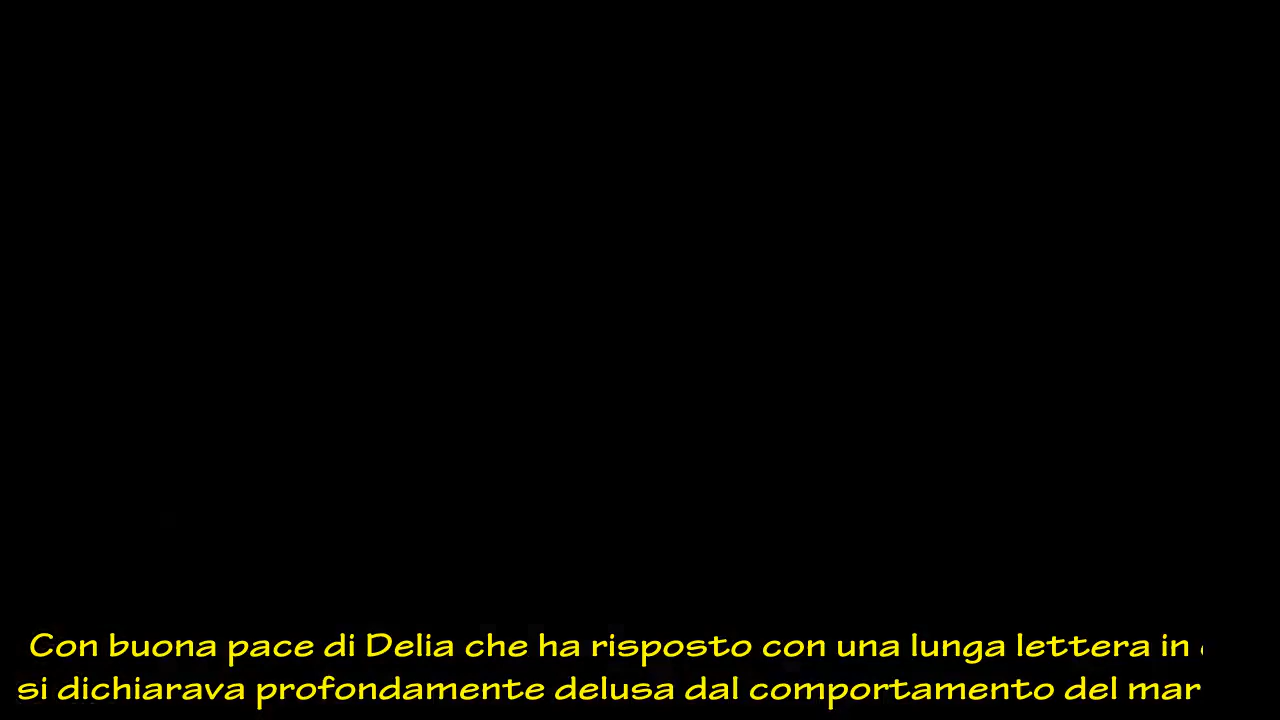 Con buona pace di Delia che ha risposto con una lunga lettera in
si dichiarava profondamente delusa dal comportamento del mar